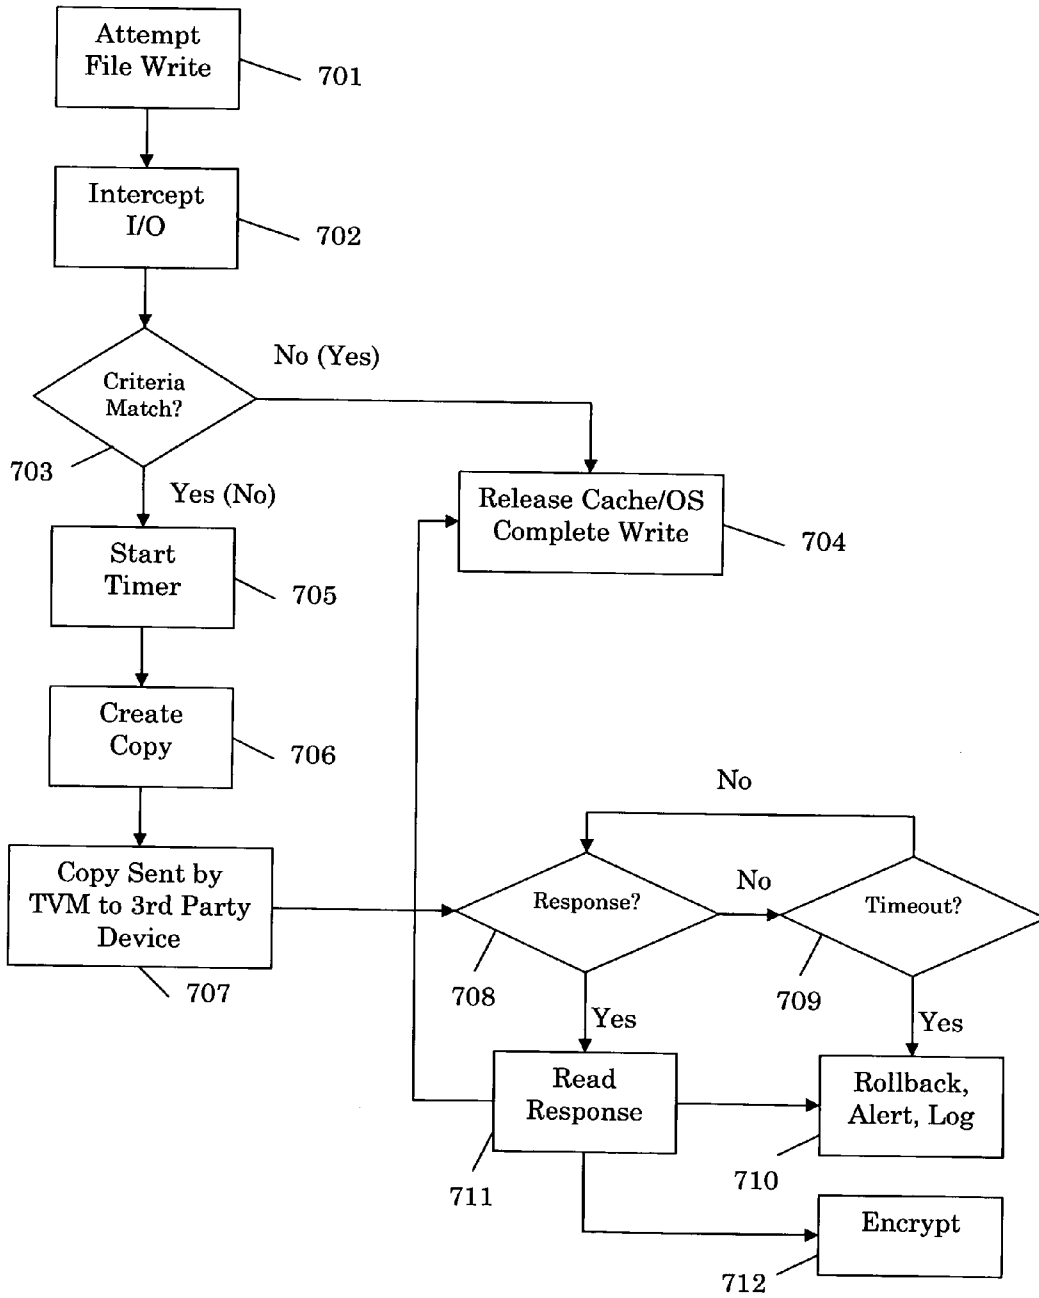 Attempt
File Write
701
Intercept
I/O
702
Criteria
Match?
703
No (Yes)
Yes (No)
Release Cache/OS
Complete Write
704
Start
Timer
705
Create
Copy
706
Copy Sent by
TVM to 3rd Party
Device
707
Response?
708
No
No
Timeout?
709
Yes
Yes
Read
Response
711
Rollback,
Alert, Log
710
Encrypt
712